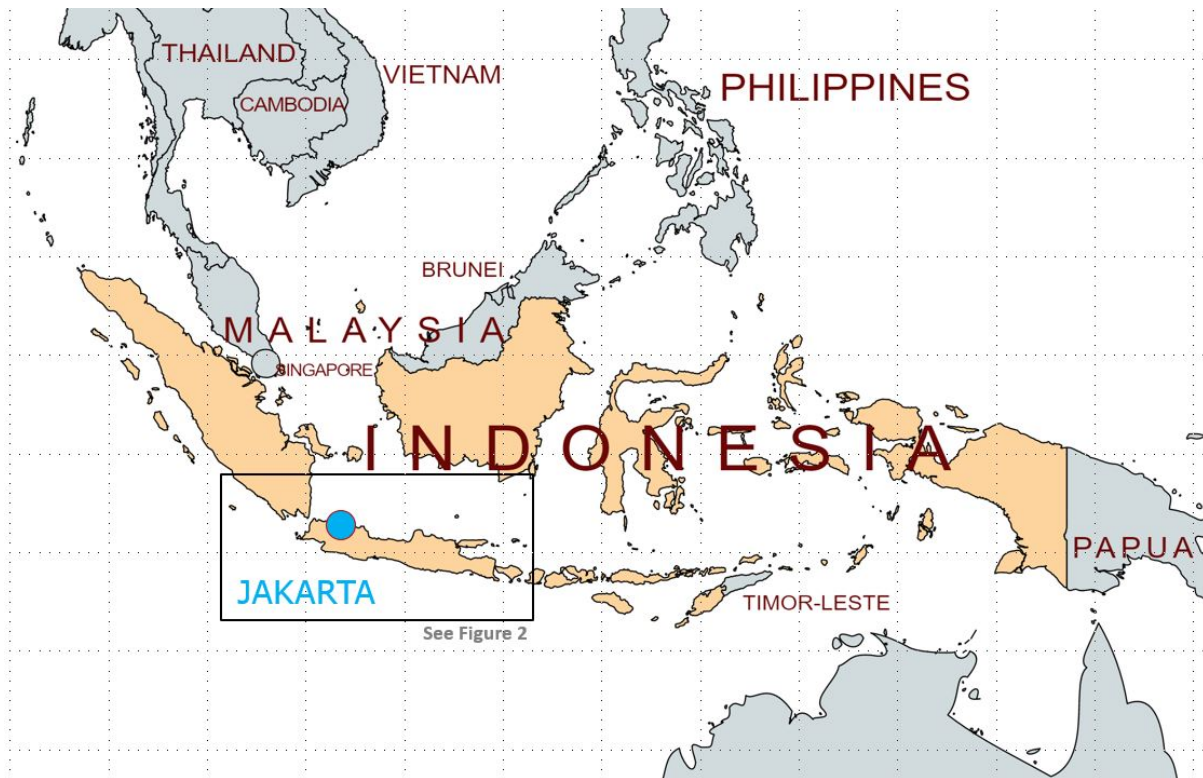 THAILAND
VIETNAM
CAMBODIA
PHILIPPINES
BRUNEI
MALAYSIA
SINGAPORE
INDONESIA
PAPUA
JAKARTA
TIMOR-LESTE
See Figure 2